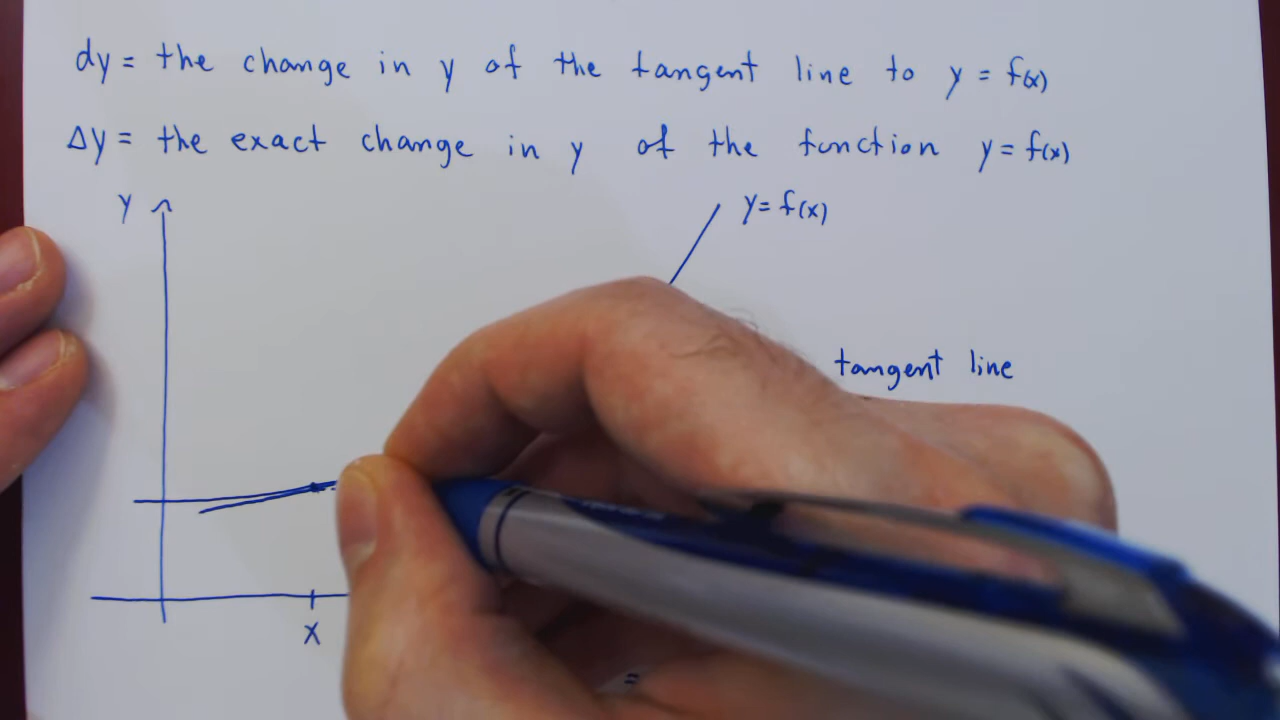 dy = the change in y of the tangent line to y = f(x)
Δy = the exact change in y of the function y = f(x)
y
y = f(x)
tangent line
x
=